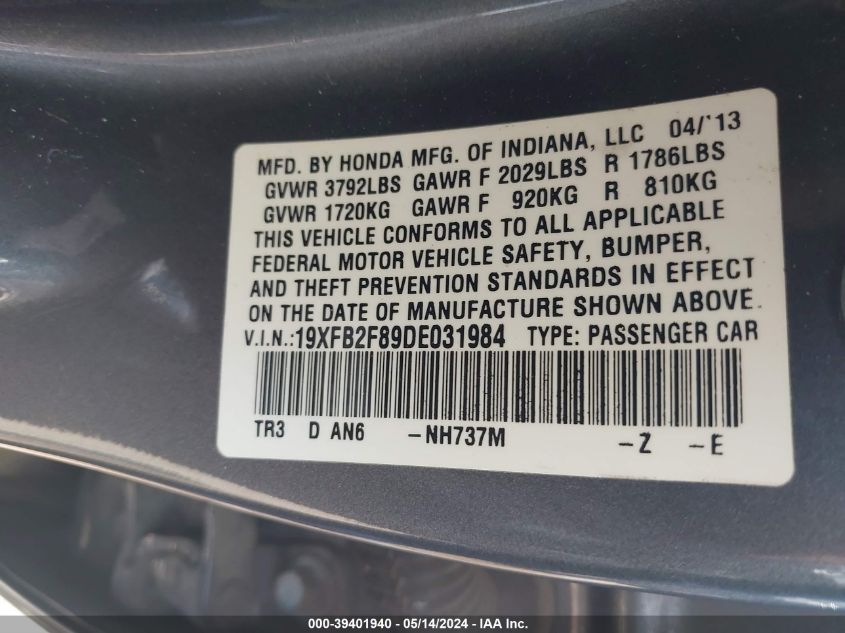 MFD. BY HONDA MFG. OF INDIANA, LLC 04/'13
GVWR 3792LBS GAWR F 2029LBS R 1786LBS
GVWR 1720KG GAWR F 920KG R 810KG
THIS VEHICLE CONFORMS TO ALL APPLICABLE
FEDERAL MOTOR VEHICLE SAFETY, BUMPER,
AND THEFT PREVENTION STANDARDS IN EFFECT
ON THE DATE OF MANUFACTURE SHOWN ABOVE.
V.I.N.:19XFB2F89DE031984 TYPE: PASSENGER CAR
TR3 D AN6 -NH737M -Z -E
000-39401940 - 05/14/2024 - IAA Inc.